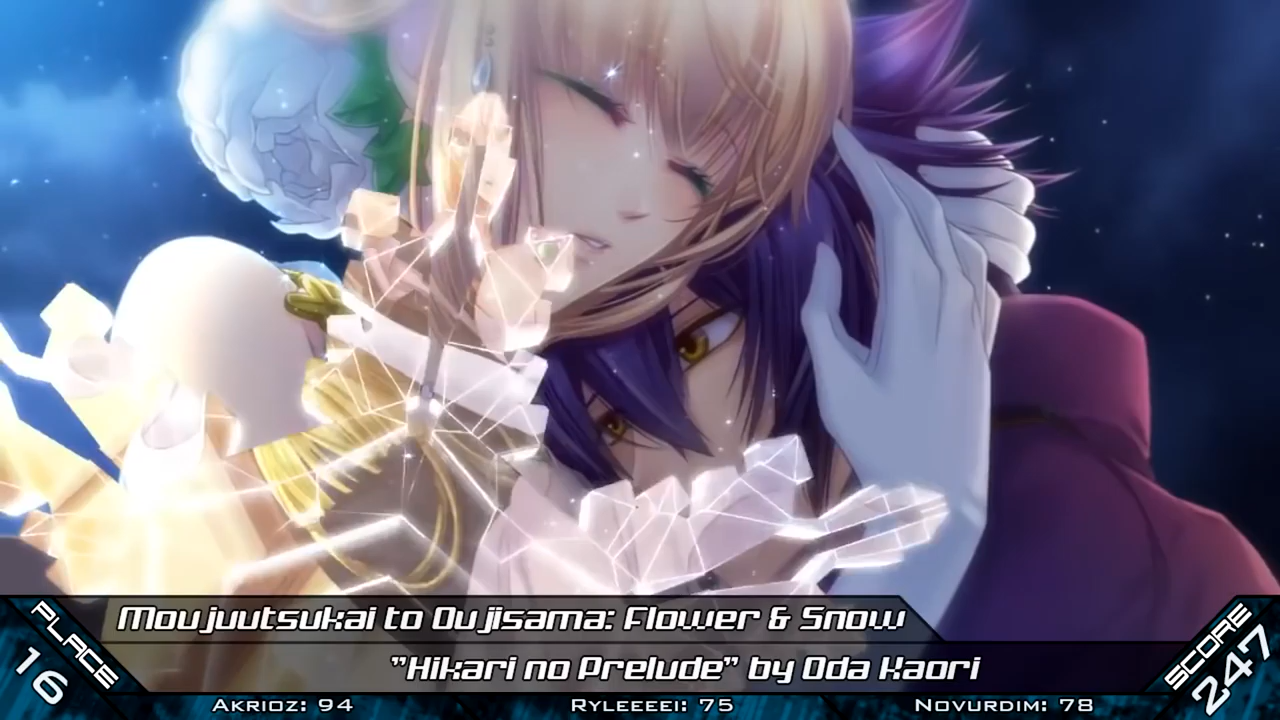 Moujuutsukai to Oujisama: Flower & Snow
"Hikari no Prelude" by Oda Kaori
PLACE
16
SCORE
247
Akrioz: 94
Ryleeeei: 75
Novurdim: 78